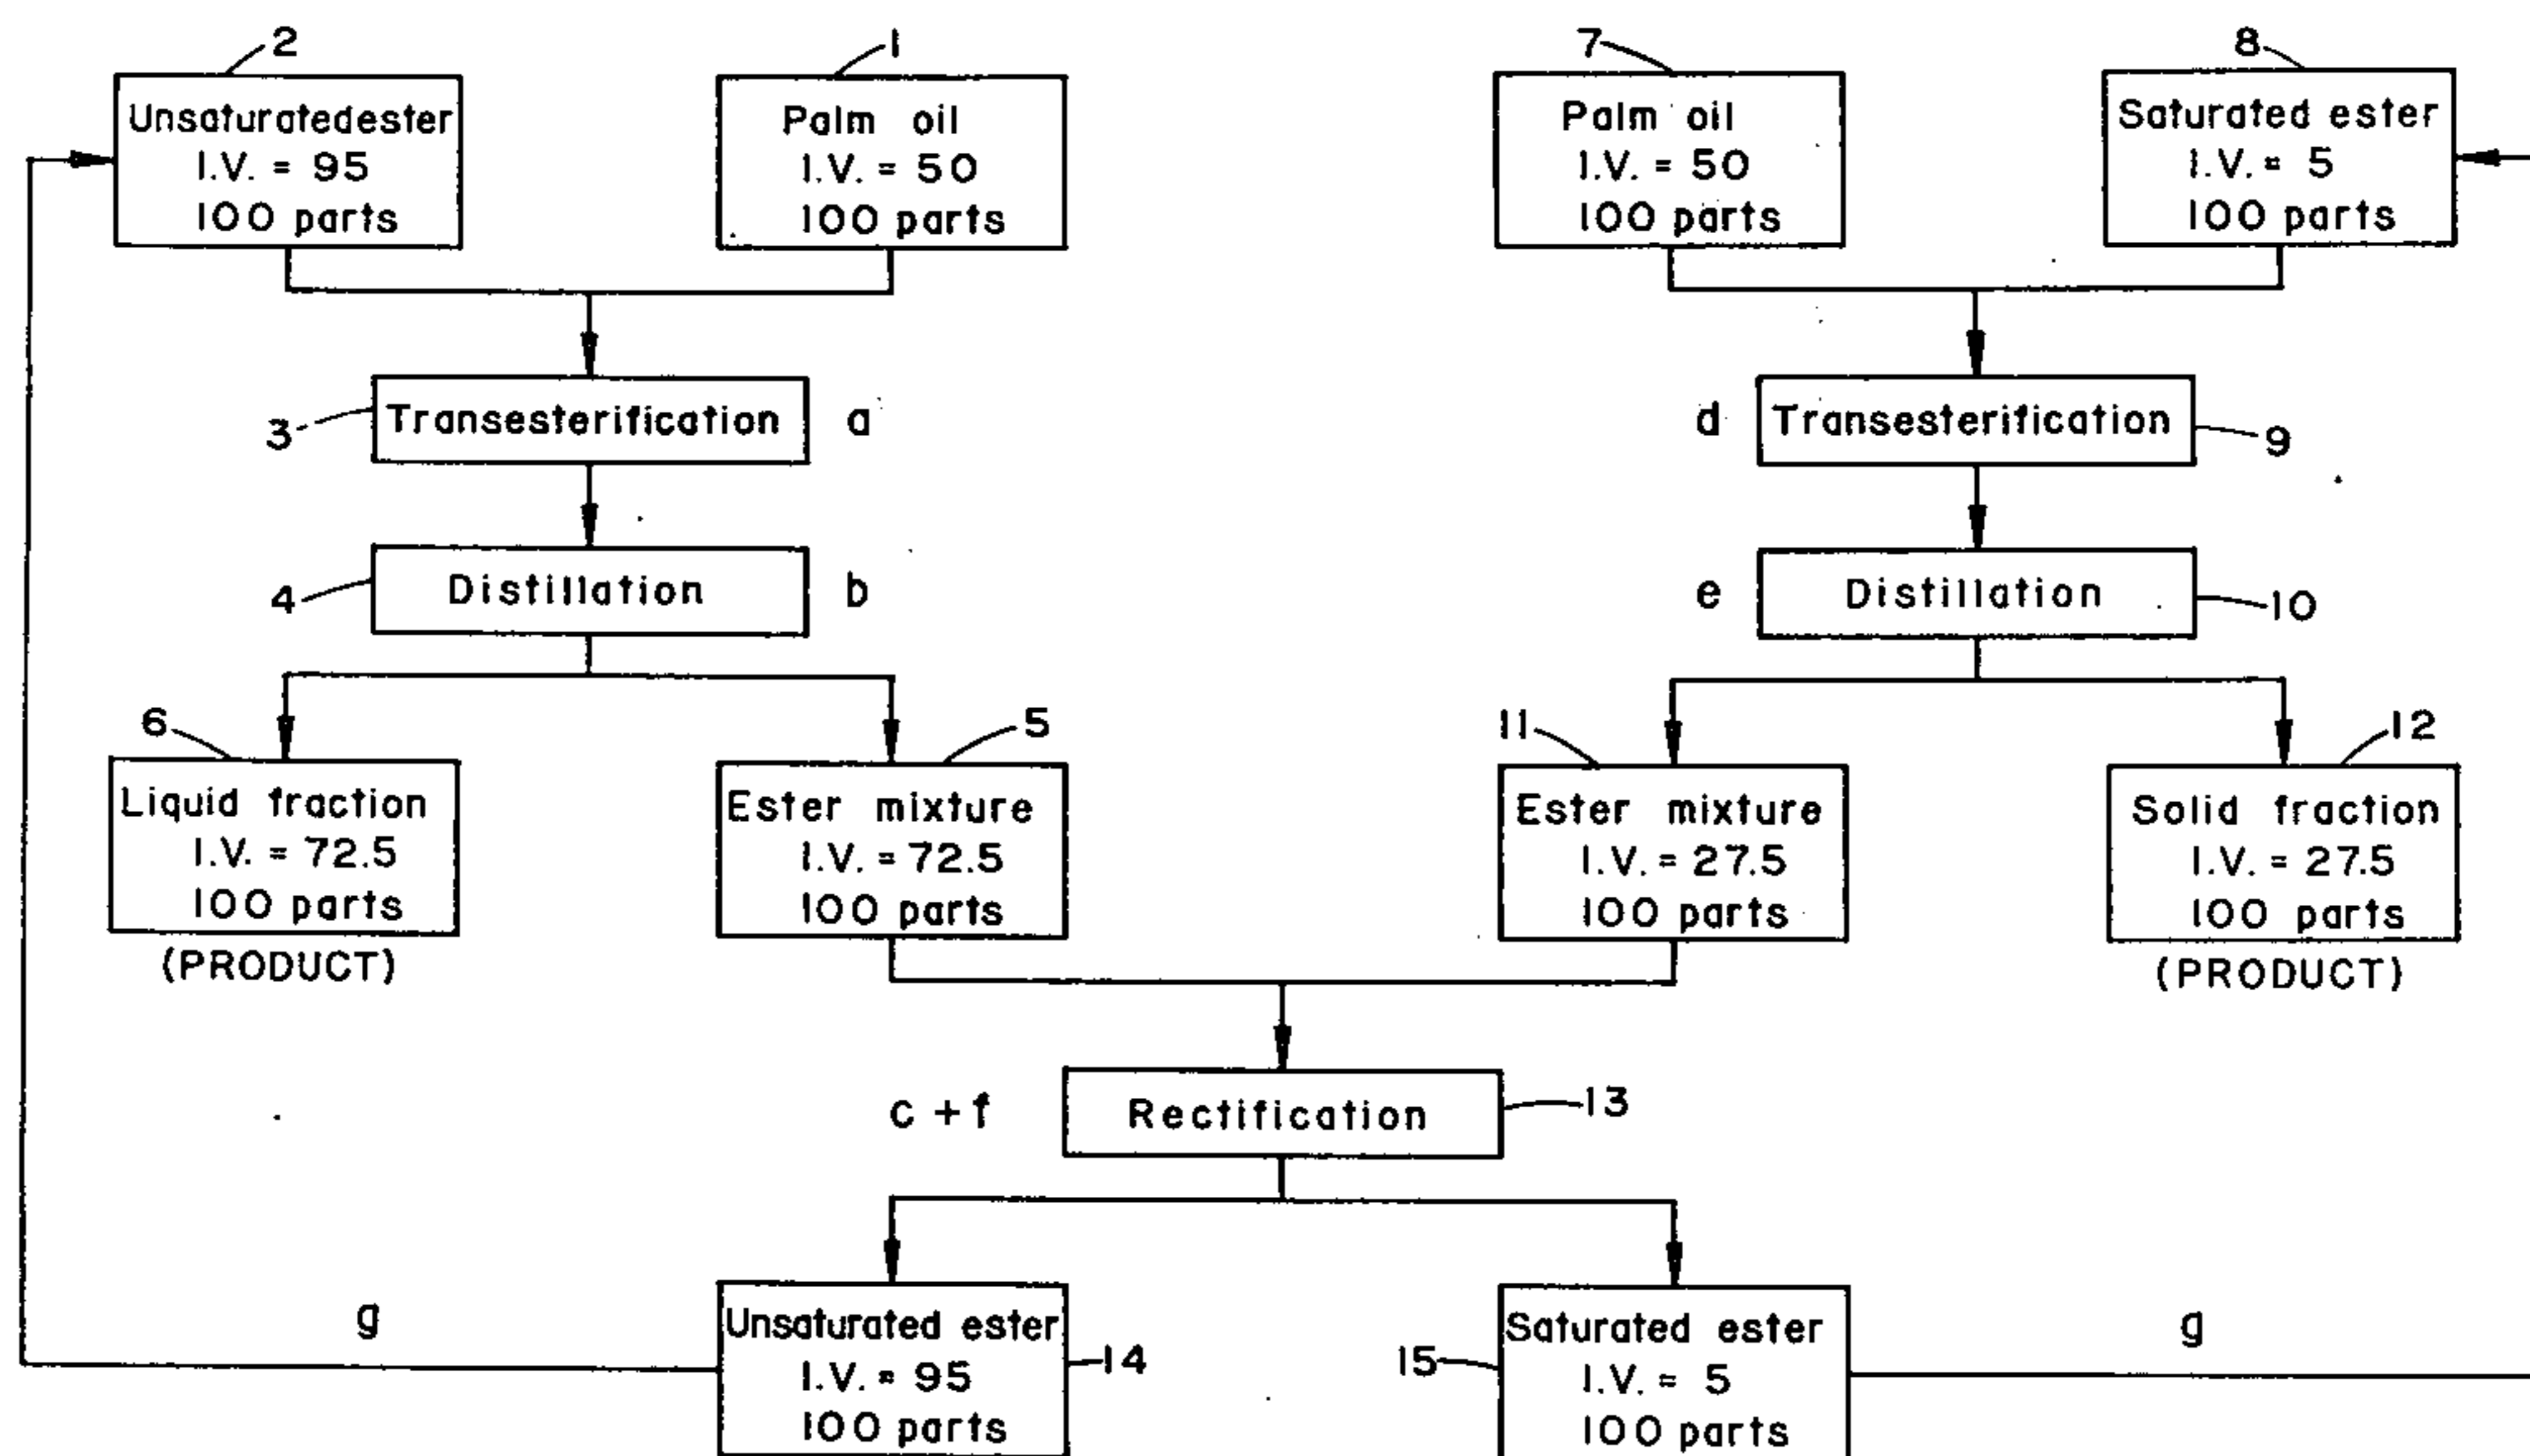 2
1
7
8
Unsaturatedester
I.V. = 95
100 parts
Palm oil
I.V. = 50
100 parts
Palm oil
I.V. = 50
100 parts
Saturated ester
I.V. = 5
100 parts
3
Transesterification
a
d
Transesterification
9
4
Distillation
b
e
Distillation
10
6
5
11
12
Liquid fraction
I.V. = 72.5
100 parts
(PRODUCT)
Ester mixture
I.V. = 72.5
100 parts
Ester mixture
I.V. = 27.5
100 parts
Solid fraction
I.V. = 27.5
100 parts
(PRODUCT)
c + f
Rectification
13
g
Unsaturated ester
I.V. = 95
100 parts
14
15
Saturated ester
I.V. = 5
100 parts
g